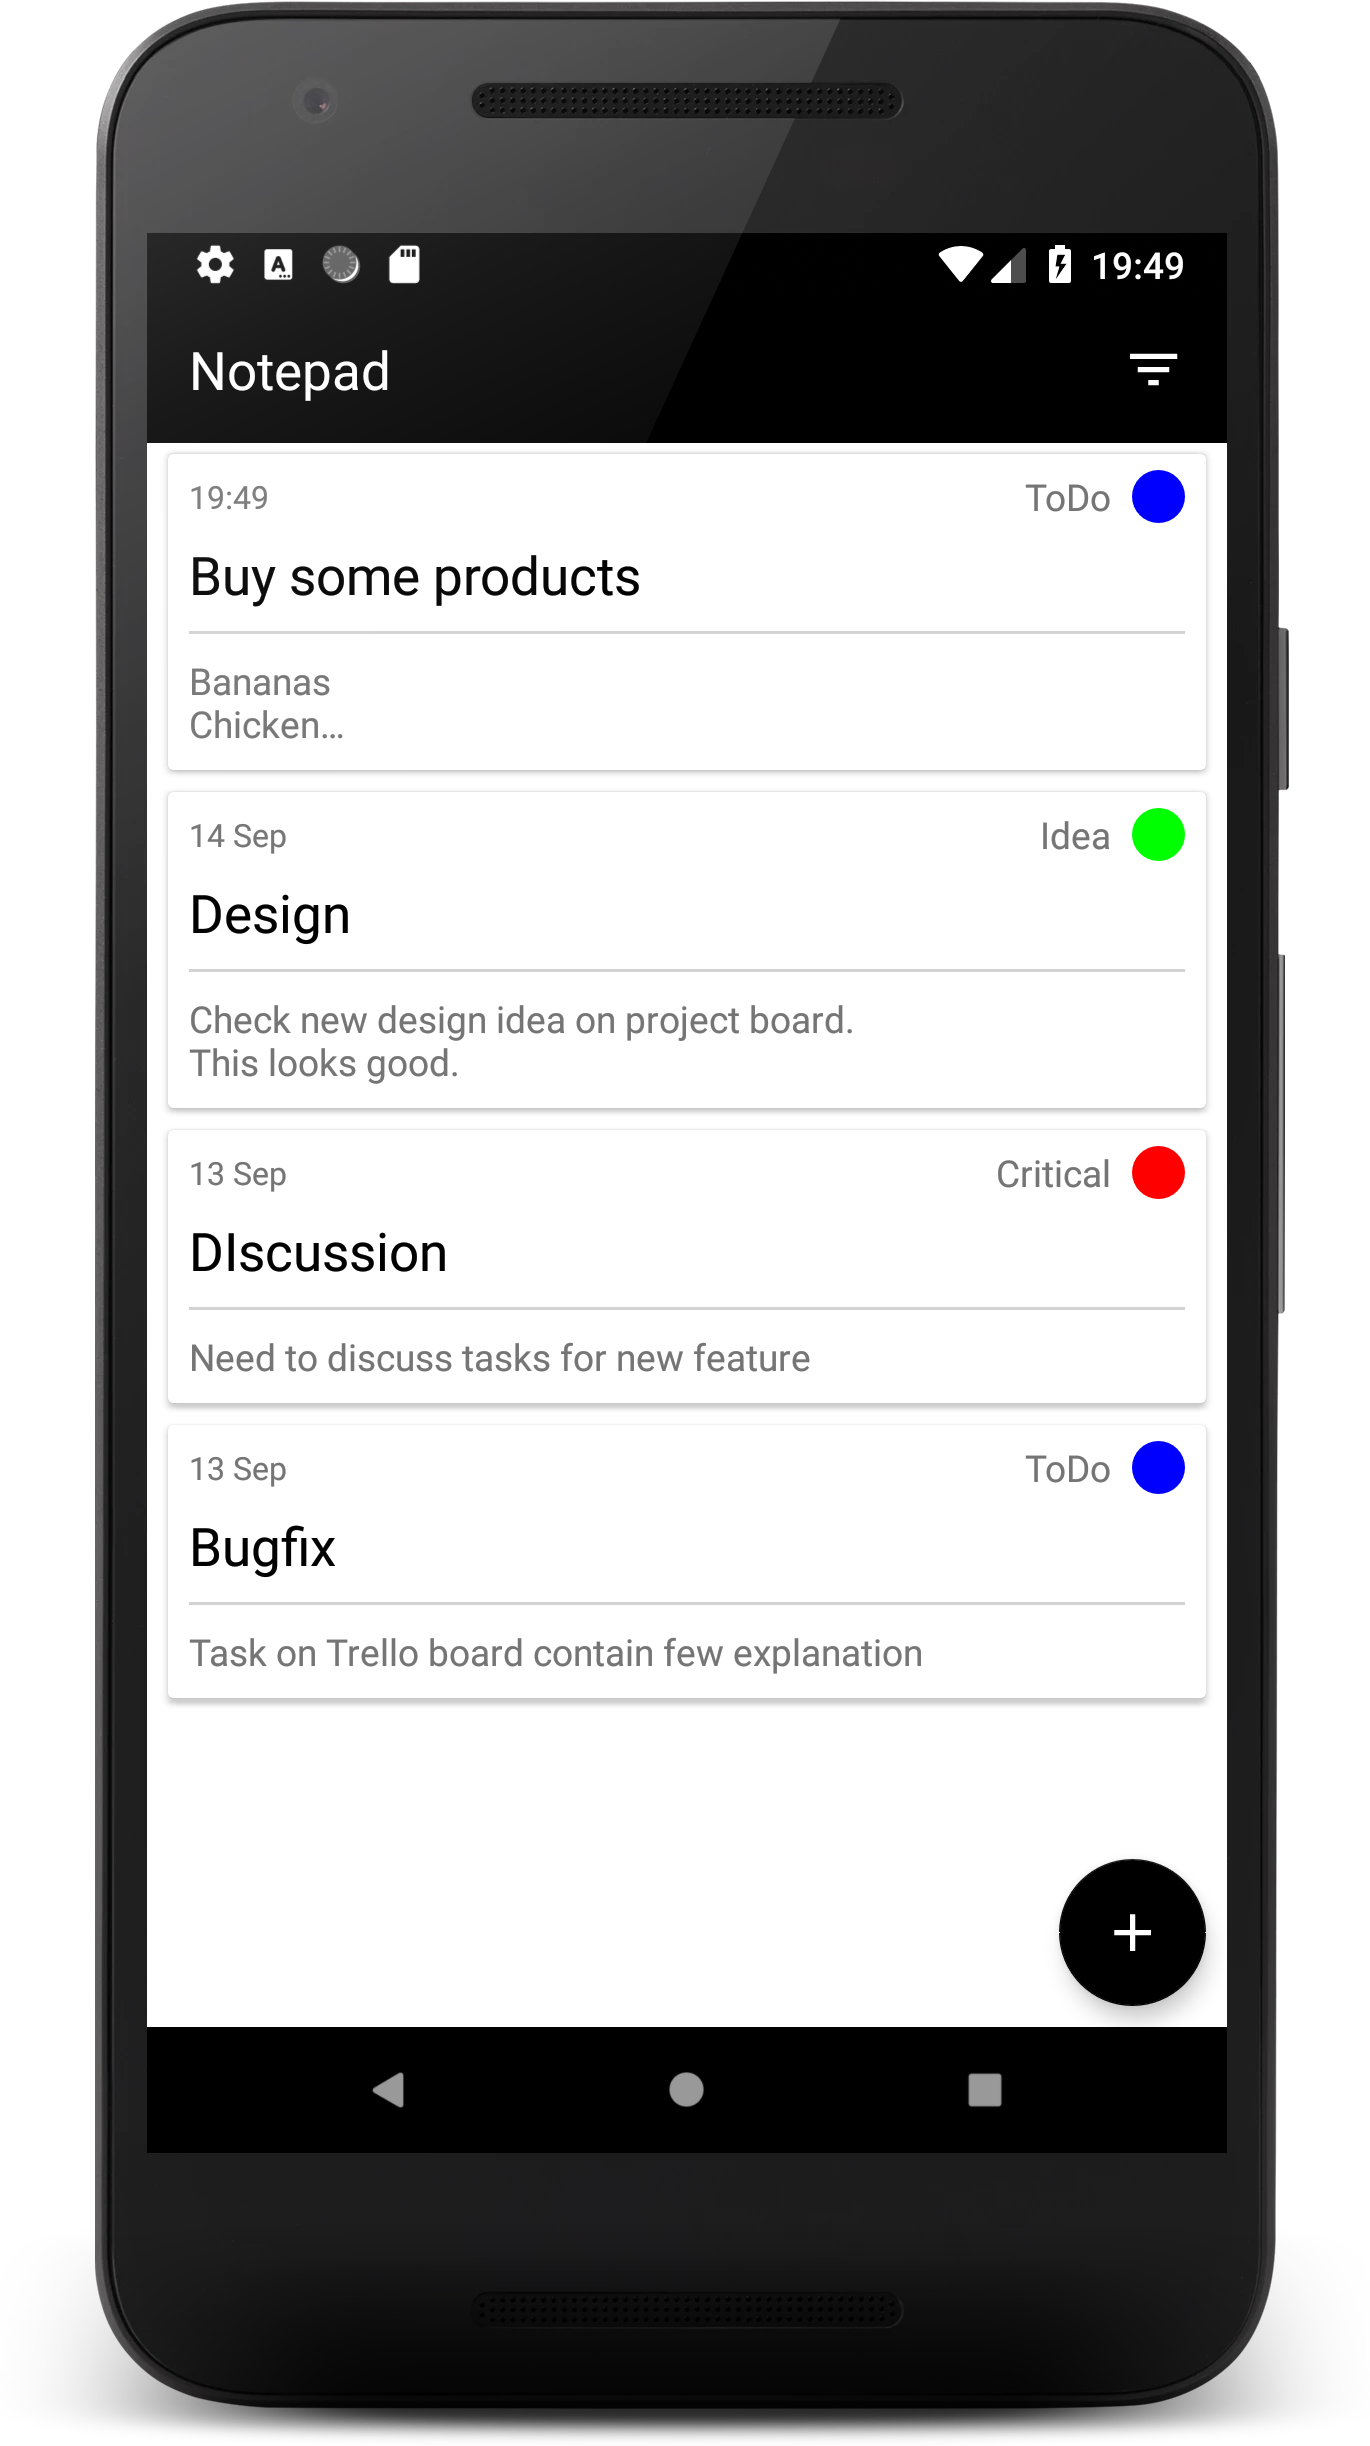 19:49
Notepad
19:49 ToDo
Buy some products
Bananas
Chicken...
14 Sep Idea
Design
Check new design idea on project board.
This looks good.
13 Sep Critical
DIscussion
Need to discuss tasks for new feature
13 Sep ToDo
Bugfix
Task on Trello board contain few explanation